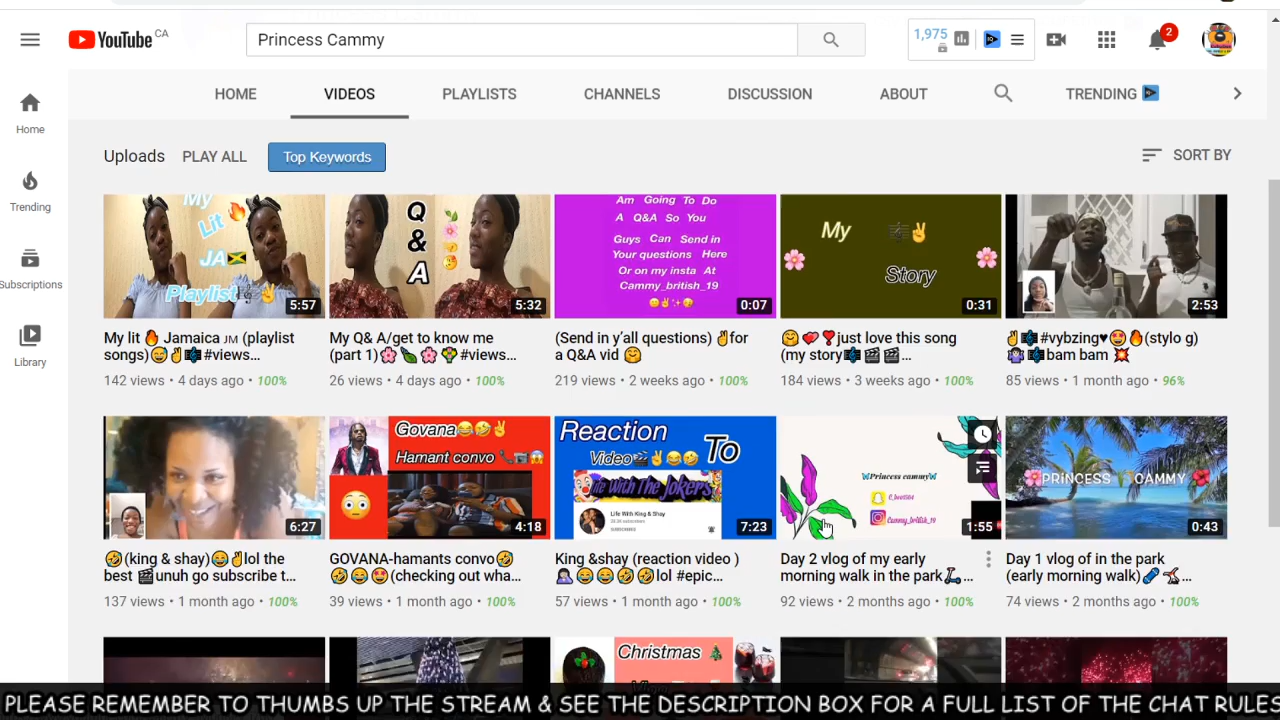 YouTube CA
Princess Cammy
1,975
2
HOME VIDEOS PLAYLISTS CHANNELS DISCUSSION ABOUT TRENDING
Home
Trending
Subscriptions
Library
Uploads PLAY ALL Top Keywords SORT BY
My
Lit 🔥
JA🇯🇲
Playlist🎼✌
5:57
Q
&
A
5:32
Am Going To Do
A Q&A So You
Guys Can Send in
Your questions Here
Or on my insta At
Cammy_british_19
0:07
My 🎼✌
Story
0:31
2:53
My lit 🔥 Jamaica JM (playlist
songs)😅✌🎼#views...
142 views • 4 days ago • 100%
My Q& A/get to know me
(part 1)🌸🍃🌸🌻#views...
26 views • 4 days ago • 100%
(Send in y'all questions) ✌for
a Q&A vid 🤗
219 views • 2 weeks ago • 100%
🤗💞❣just love this song
(my story🎼🎬🎬...
184 views • 3 weeks ago • 100%
✌🎼#vybzing♥🤩🔥(stylo g)
🤷🏿‍♀️🎼bam bam 💥
85 views • 1 month ago • 96%
6:27
Govana😂🤣✌
Hamant convo 📞📷😱
4:18
Reaction
Video🎬✌😂🤣 To
Life With The Jokers
Life With King & Shay
7:23
🦋Princess cammy🦋
Cammy_british_19
1:55
🌸PRINCESS 🌴 CAMMY🌺
0:43
🤣(king & shay)😂✌lol the
best 🎬unuh go subscribe t...
137 views • 1 month ago • 100%
GOVANA-hamants convo🤣
🤣😂🤩(checking out wha...
39 views • 1 month ago • 100%
King &shay (reaction video )
🤷🏿‍♀️😂😂🤣🤣lol #epic...
57 views • 1 month ago • 100%
Day 2 vlog of my early
morning walk in the park🛴...
92 views • 2 months ago • 100%
Day 1 vlog of in the park
(early morning walk)...
74 views • 2 months ago • 100%
Christmas 🎄
PLEASE REMEMBER TO THUMBS UP THE STREAM & SEE THE DESCRIPTION BOX FOR A FULL LIST OF THE CHAT RULES